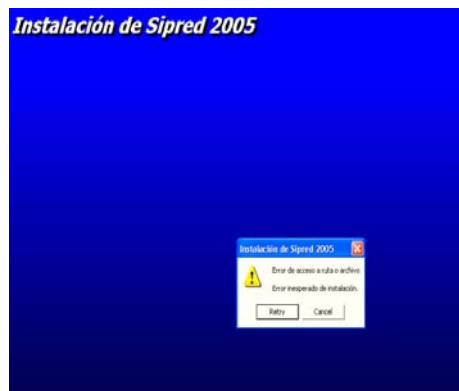 Instalación de Sipred 2005
Instalación de Sipred 2005
Error de acceso a ruta o archivo
Error inesperado de instalación.
Retry
Cancel